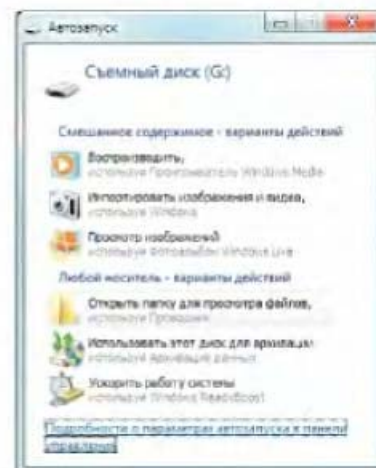 Автозапуск
Съемный диск (G:)
Смешанное содержимое - варианты действий
Воспроизводить,
используя Проигрыватель Windows Media
Импортировать изображения и видео,
используя Windows
Просмотр изображений
используя Фотоальбом Windows Live
Любой носитель - варианты действий
Открыть папку для просмотра файлов,
используя Проводник
Использовать этот диск для архивации
используя Архивация данных
Ускорить работу системы
используя Windows ReadyBoost
Подробности о параметрах автозапуска в панели
управления